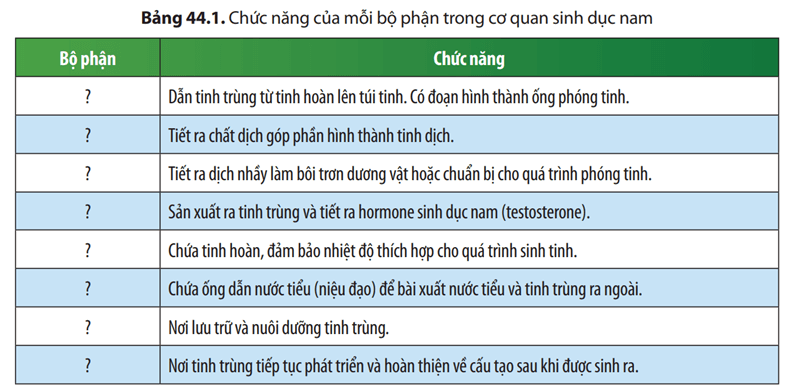 Bảng 44.1. Chức năng của mỗi bộ phận trong cơ quan sinh dục nam
Bộ phận Chức năng
? Dẫn tinh trùng từ tinh hoàn lên túi tinh. Có đoạn hình thành ống phóng tinh.
? Tiết ra chất dịch góp phần hình thành tinh dịch.
? Tiết ra dịch nhầy làm bôi trơn dương vật hoặc chuẩn bị cho quá trình phóng tinh.
? Sản xuất ra tinh trùng và tiết ra hormone sinh dục nam (testosterone).
? Chứa tinh hoàn, đảm bảo nhiệt độ thích hợp cho quá trình sinh tinh.
? Chứa ống dẫn nước tiểu (niệu đạo) để bài xuất nước tiểu và tinh trùng ra ngoài.
? Nơi lưu trữ và nuôi dưỡng tinh trùng.
? Nơi tinh trùng tiếp tục phát triển và hoàn thiện về cấu tạo sau khi được sinh ra.